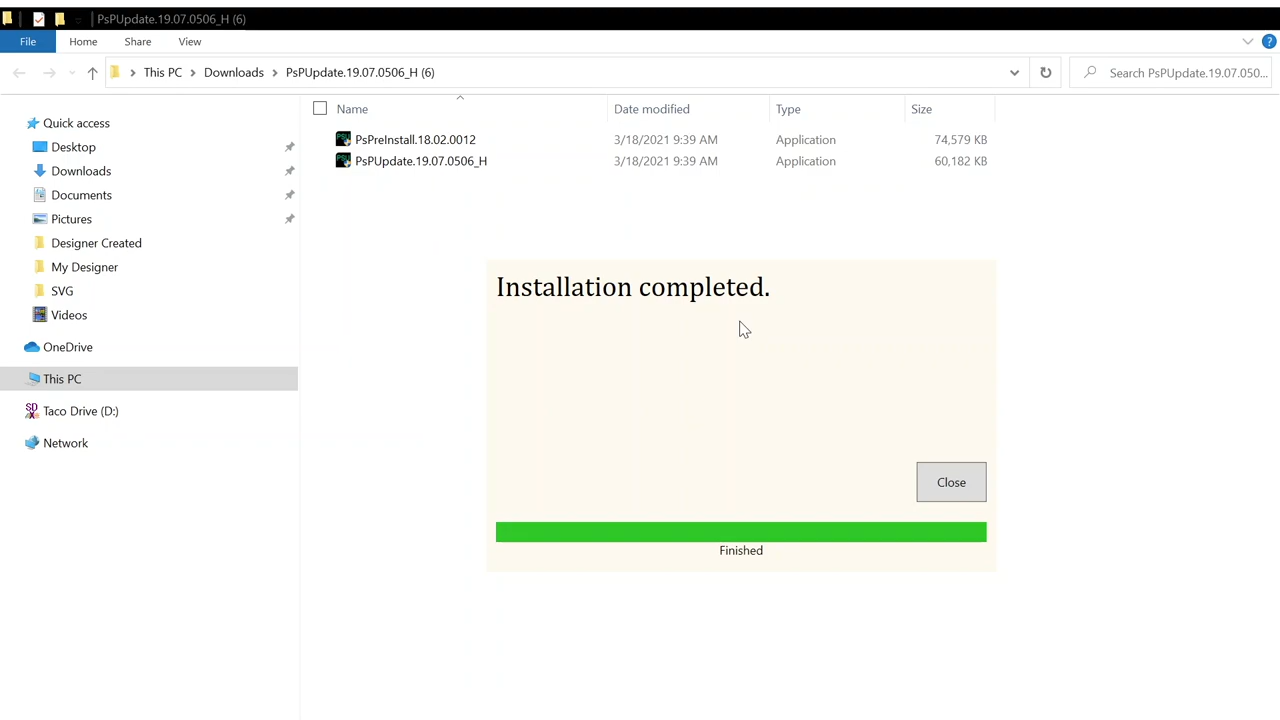 PsPUpdate.19.07.0506_H (6)
File Home Share View
This PC Downloads PsPUpdate.19.07.0506_H (6) Search PsPUpdate.19.07.050...
Name Date modified Type Size
Quick access
Desktop
Downloads
Documents
Pictures
Designer Created
My Designer
SVG
Videos
OneDrive
This PC
Taco Drive (D:)
Network
PsPreInstall.18.02.0012 3/18/2021 9:39 AM Application 74,579 KB
PsPUpdate.19.07.0506_H 3/18/2021 9:39 AM Application 60,182 KB
Installation completed.
Close
Finished